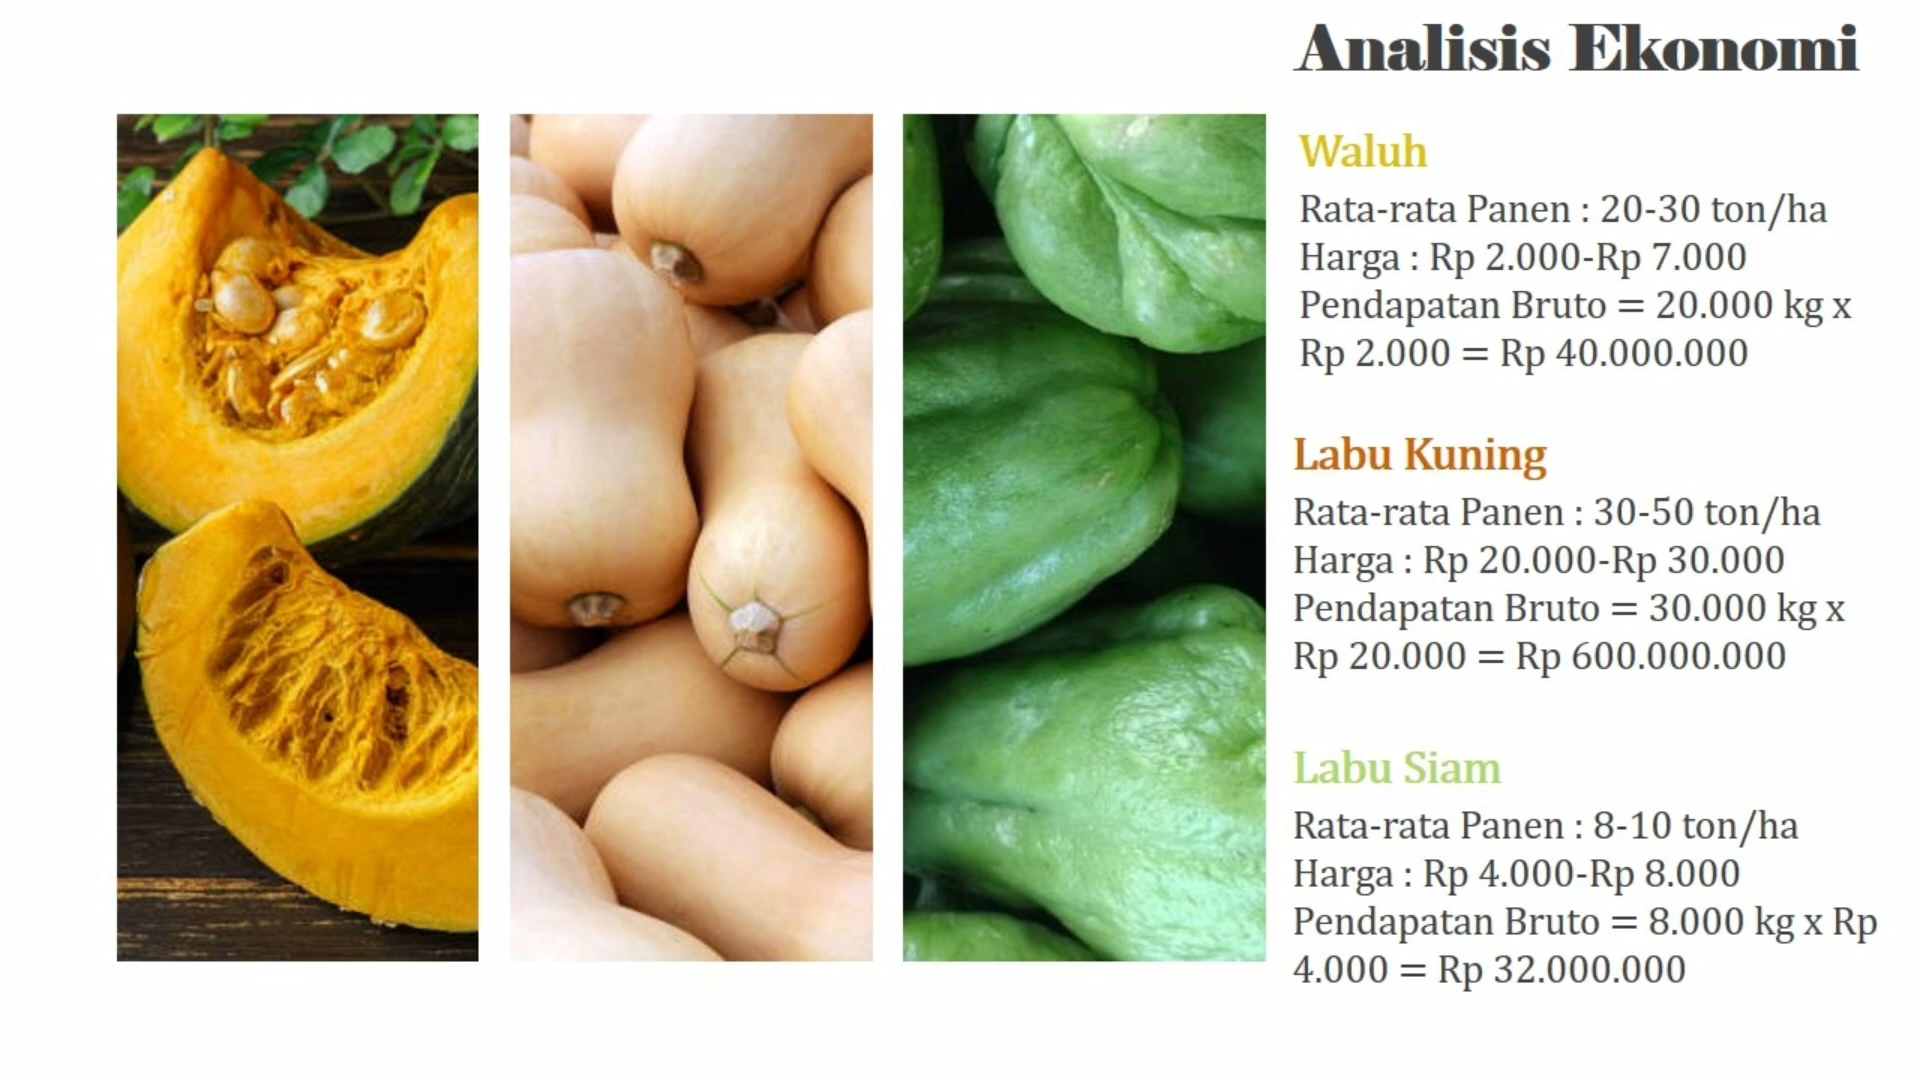 Analisis Ekonomi
Waluh
Rata-rata Panen : 20-30 ton/ha
Harga : Rp 2.000-Rp 7.000
Pendapatan Bruto = 20.000 kg x
Rp 2.000 = Rp 40.000.000
Labu Kuning
Rata-rata Panen : 30-50 ton/ha
Harga : Rp 20.000-Rp 30.000
Pendapatan Bruto = 30.000 kg x
Rp 20.000 = Rp 600.000.000
Labu Siam
Rata-rata Panen : 8-10 ton/ha
Harga : Rp 4.000-Rp 8.000
Pendapatan Bruto = 8.000 kg x Rp
4.000 = Rp 32.000.000